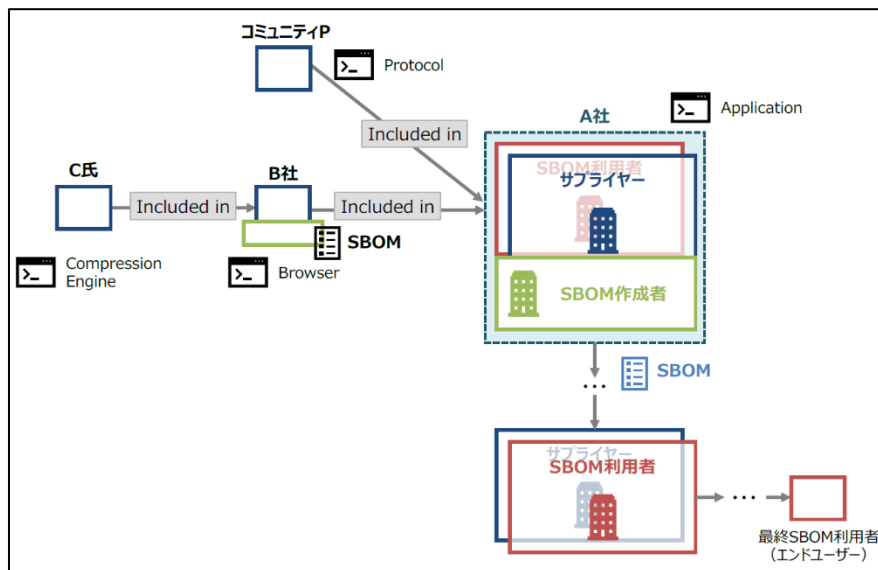 コミュニティP
Protocol
A社
Application
Included in
SBOM利用者
サプライヤー
C氏
B社
Included in
Included in
SBOM
Compression
Engine
Browser
SBOM作成者
SBOM
...
サプライヤー
SBOM利用者
...
最終SBOM利用者
(エンドユーザー)